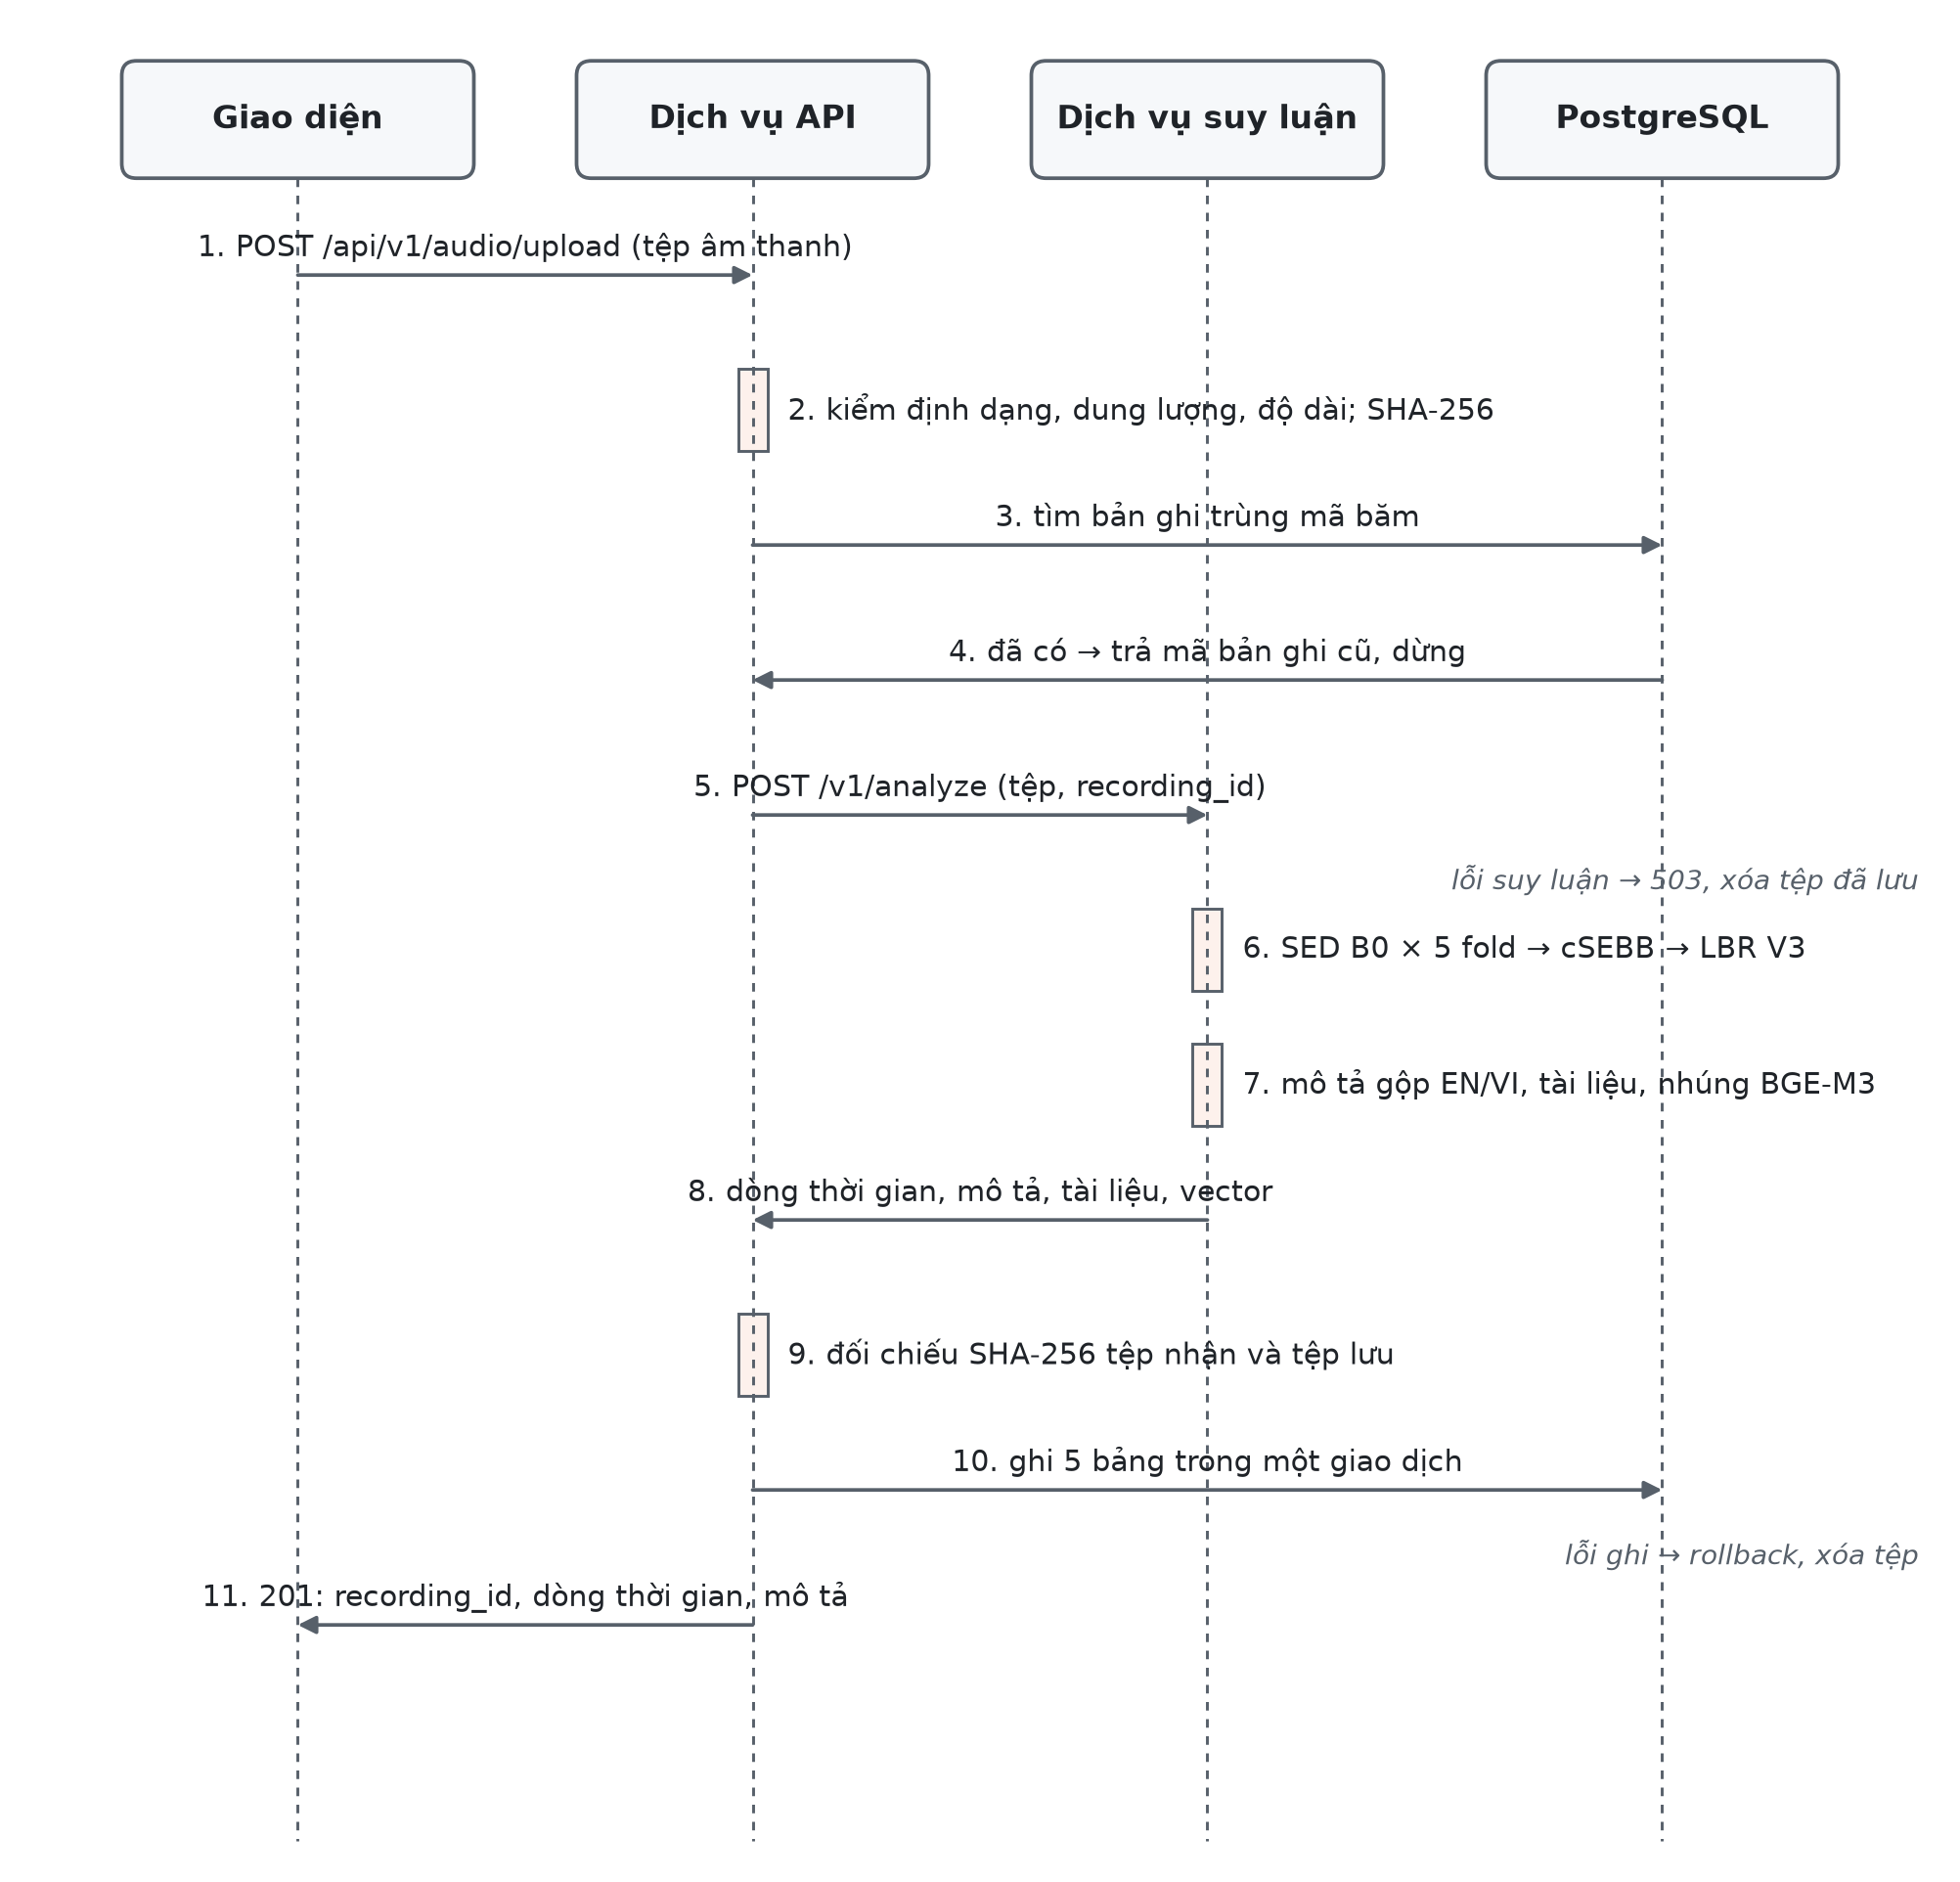 Giao diện
Dịch vụ API
Dịch vụ suy luận
PostgreSQL
1. POST /api/v1/audio/upload (tệp âm thanh)
2. kiểm định dạng, dung lượng, độ dài; SHA-256
3. tìm bản ghi trùng mã băm
4. đã có → trả mã bản ghi cũ, dừng
5. POST /v1/analyze (tệp, recording_id)
lỗi suy luận → 503, xóa tệp đã lưu
6. SED B0 × 5 fold → cSEBB → LBR V3
7. mô tả gộp EN/VI, tài liệu, nhúng BGE-M3
8. dòng thời gian, mô tả, tài liệu, vector
9. đối chiếu SHA-256 tệp nhận và tệp lưu
10. ghi 5 bảng trong một giao dịch
lỗi ghi → rollback, xóa tệp
11. 201: recording_id, dòng thời gian, mô tả